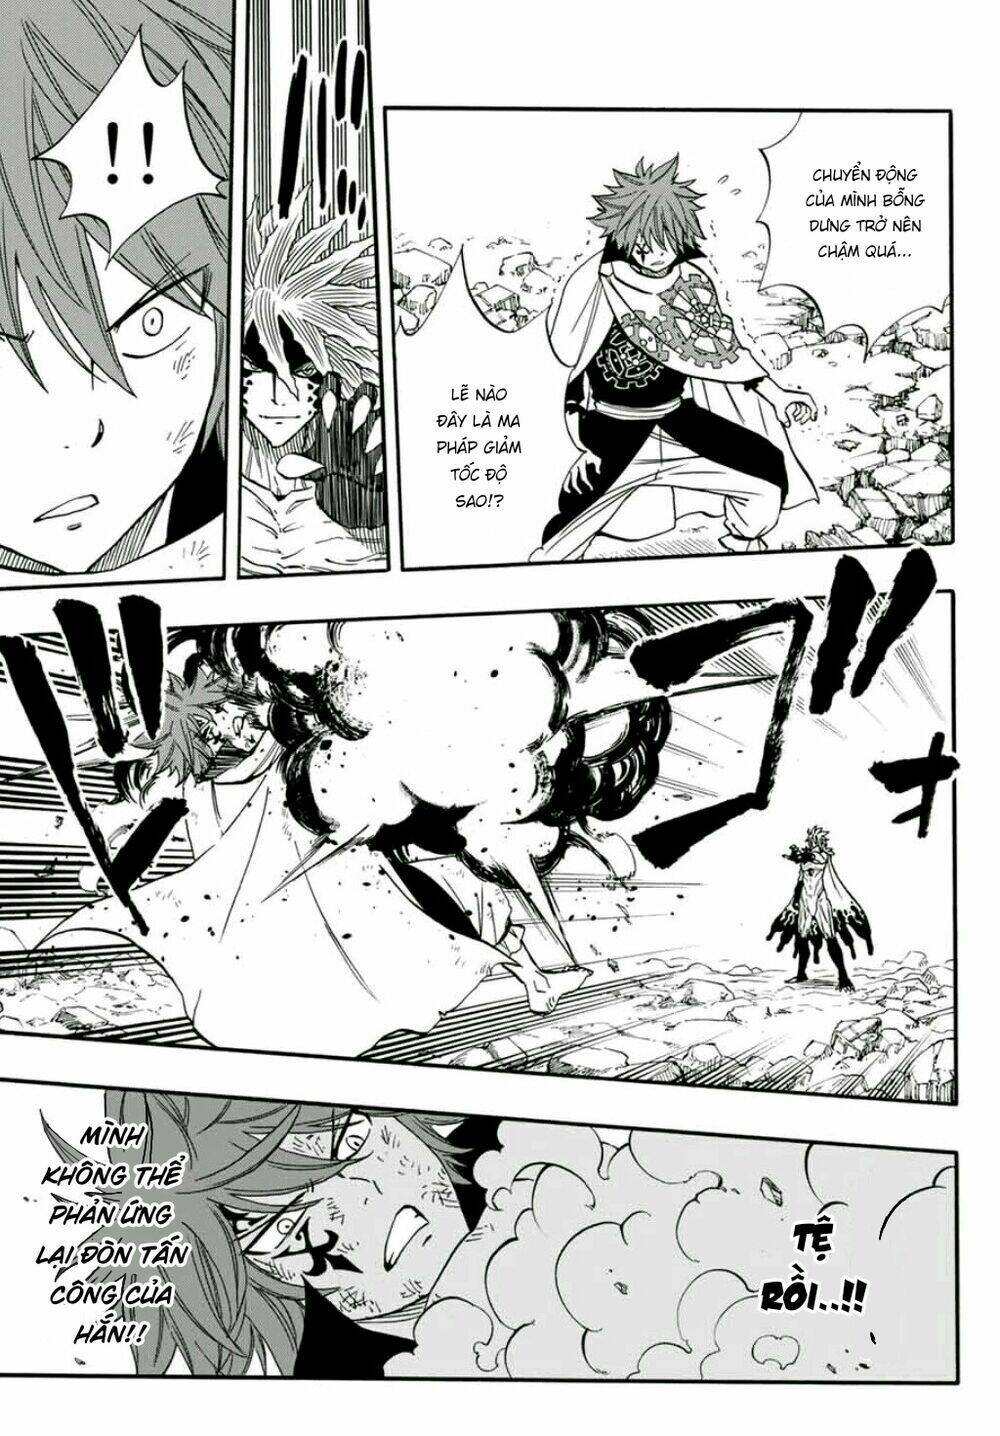 CHUYỂN ĐỘNG
CỦA MÌNH BỖNG
DƯNG TRỞ NÊN
CHẬM QUÁ...
LẼ NÀO
ĐÂY LÀ MA
PHÁP GIẢM
TỐC ĐỘ
SAO!?
!!
TỆ
RỒI..!!
MÌNH
KHÔNG THỂ
PHẢN ỨNG
LẠI ĐÒN TẤN
CÔNG CỦA
HẮN!!